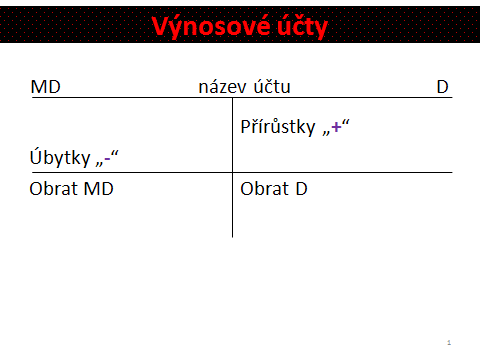 Výnosové účty
MD název účtu D
Přírůstky „+“
Úbytky „-“
Obrat MD Obrat D
1